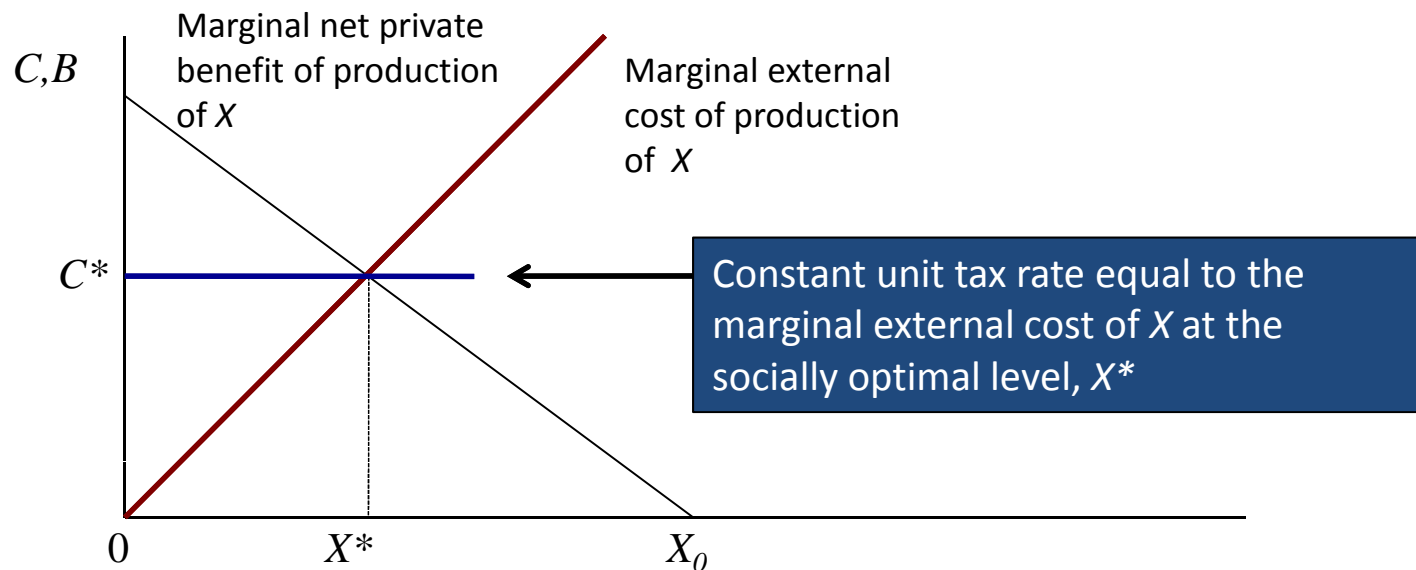 Marginal net private
benefit of production
of X
C,B
Marginal external
cost of production
of X
C*
Constant unit tax rate equal to the
marginal external cost of X at the
socially optimal level, X*
0
X*
X₀